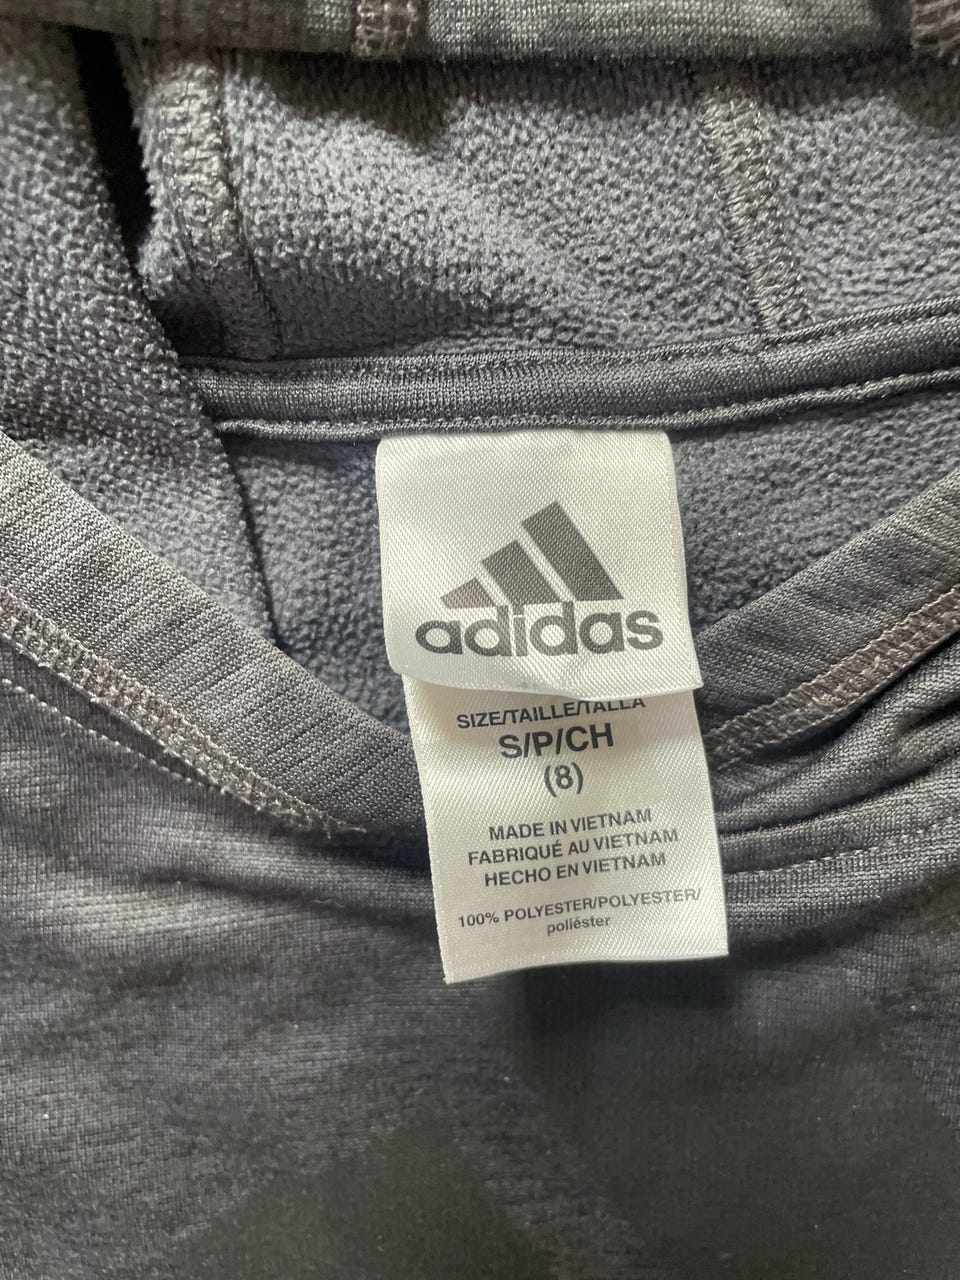 adidas
SIZE/TAILLE/TALLA
S/P/CH
(8)
MADE IN VIETNAM
FABRIQUÉ AU VIETNAM
HECHO EN VIETNAM
100% POLYESTER/POLYESTER/
poliéster